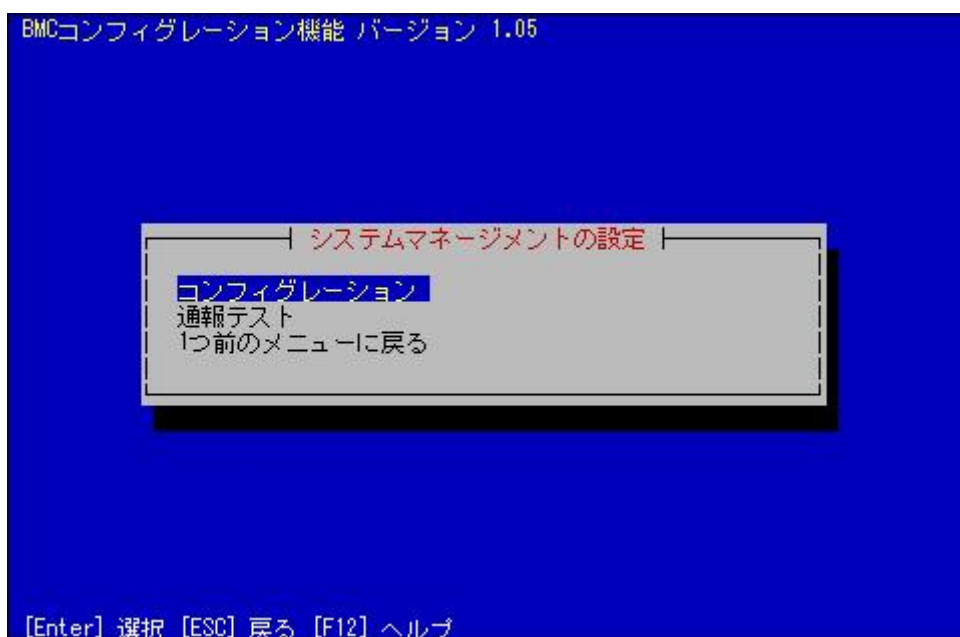 BMCコンフィグレーション機能 バージョン 1.05
システムマネージメントの設定
コンフィグレーション
通報テスト
1つ前のメニューに戻る
[Enter] 選択 [ESC] 戻る [F12] ヘルプ